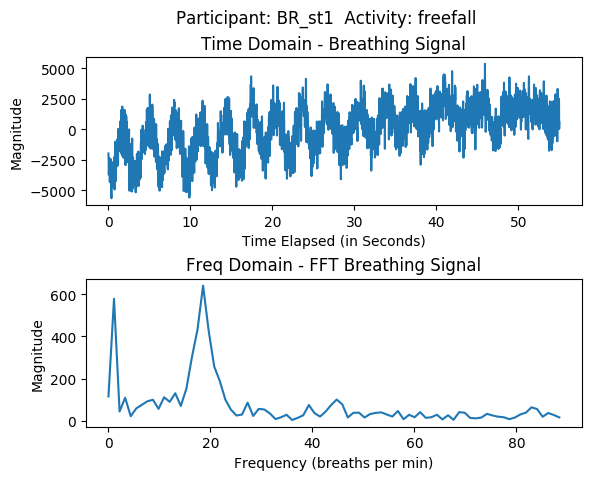 Participant: BR_st1  Activity: freefall
Time Domain - Breathing Signal
Magnitude
5000
2500
0
−2500
−5000
0 10 20 30 40 50
Time Elapsed (in Seconds)
Freq Domain - FFT Breathing Signal
Magnitude
600
400
200
0
0 20 40 60 80
Frequency (breaths per min)